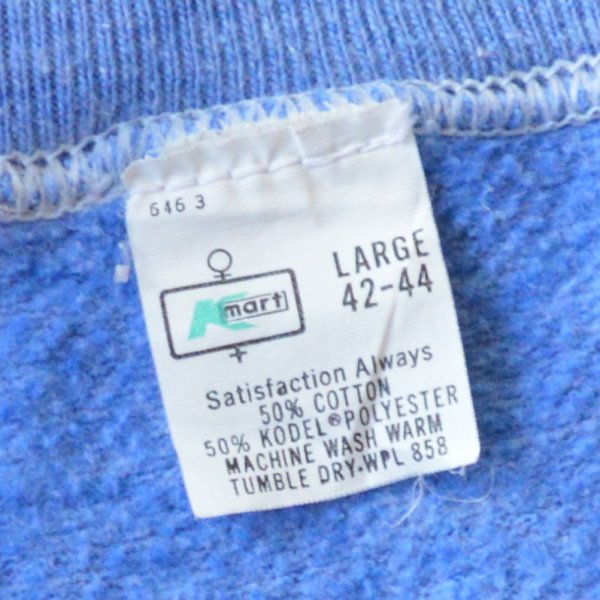 646 3
LARGE
42-44
Kmart
Satisfaction Always
50% COTTON
50% KODEL® POLYESTER
MACHINE WASH WARM
TUMBLE DRY-WPL 858